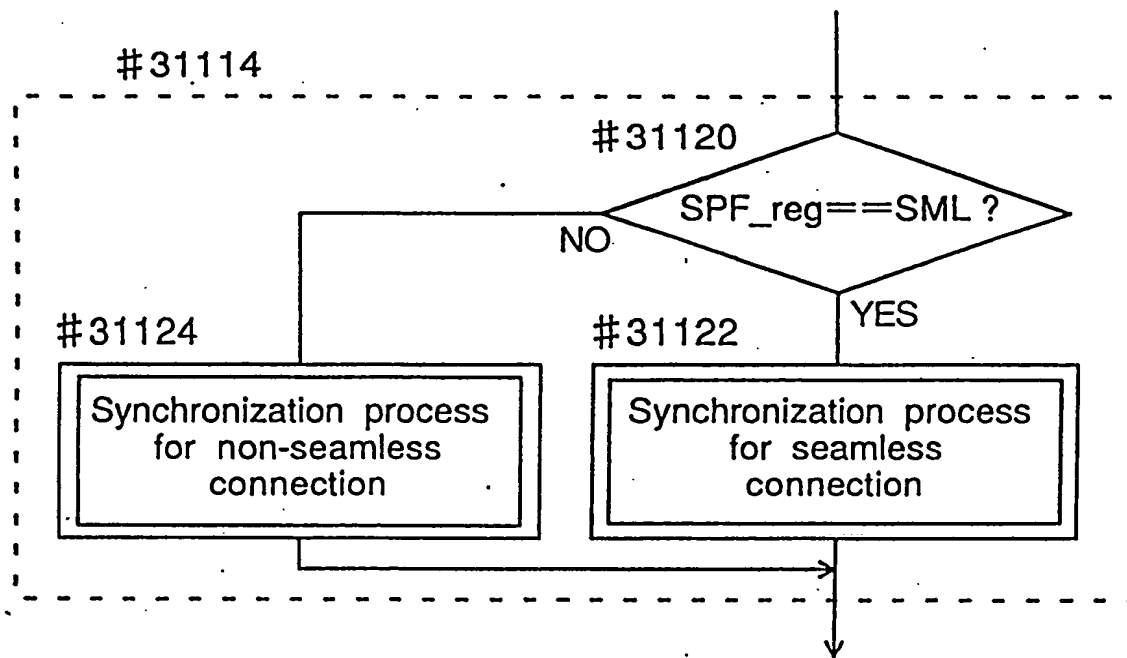 #31114
#31120
SPF_reg==SML ?
NO
YES
#31124
#31122
Synchronization process
for non-seamless
connection
Synchronization process
for seamless
connection